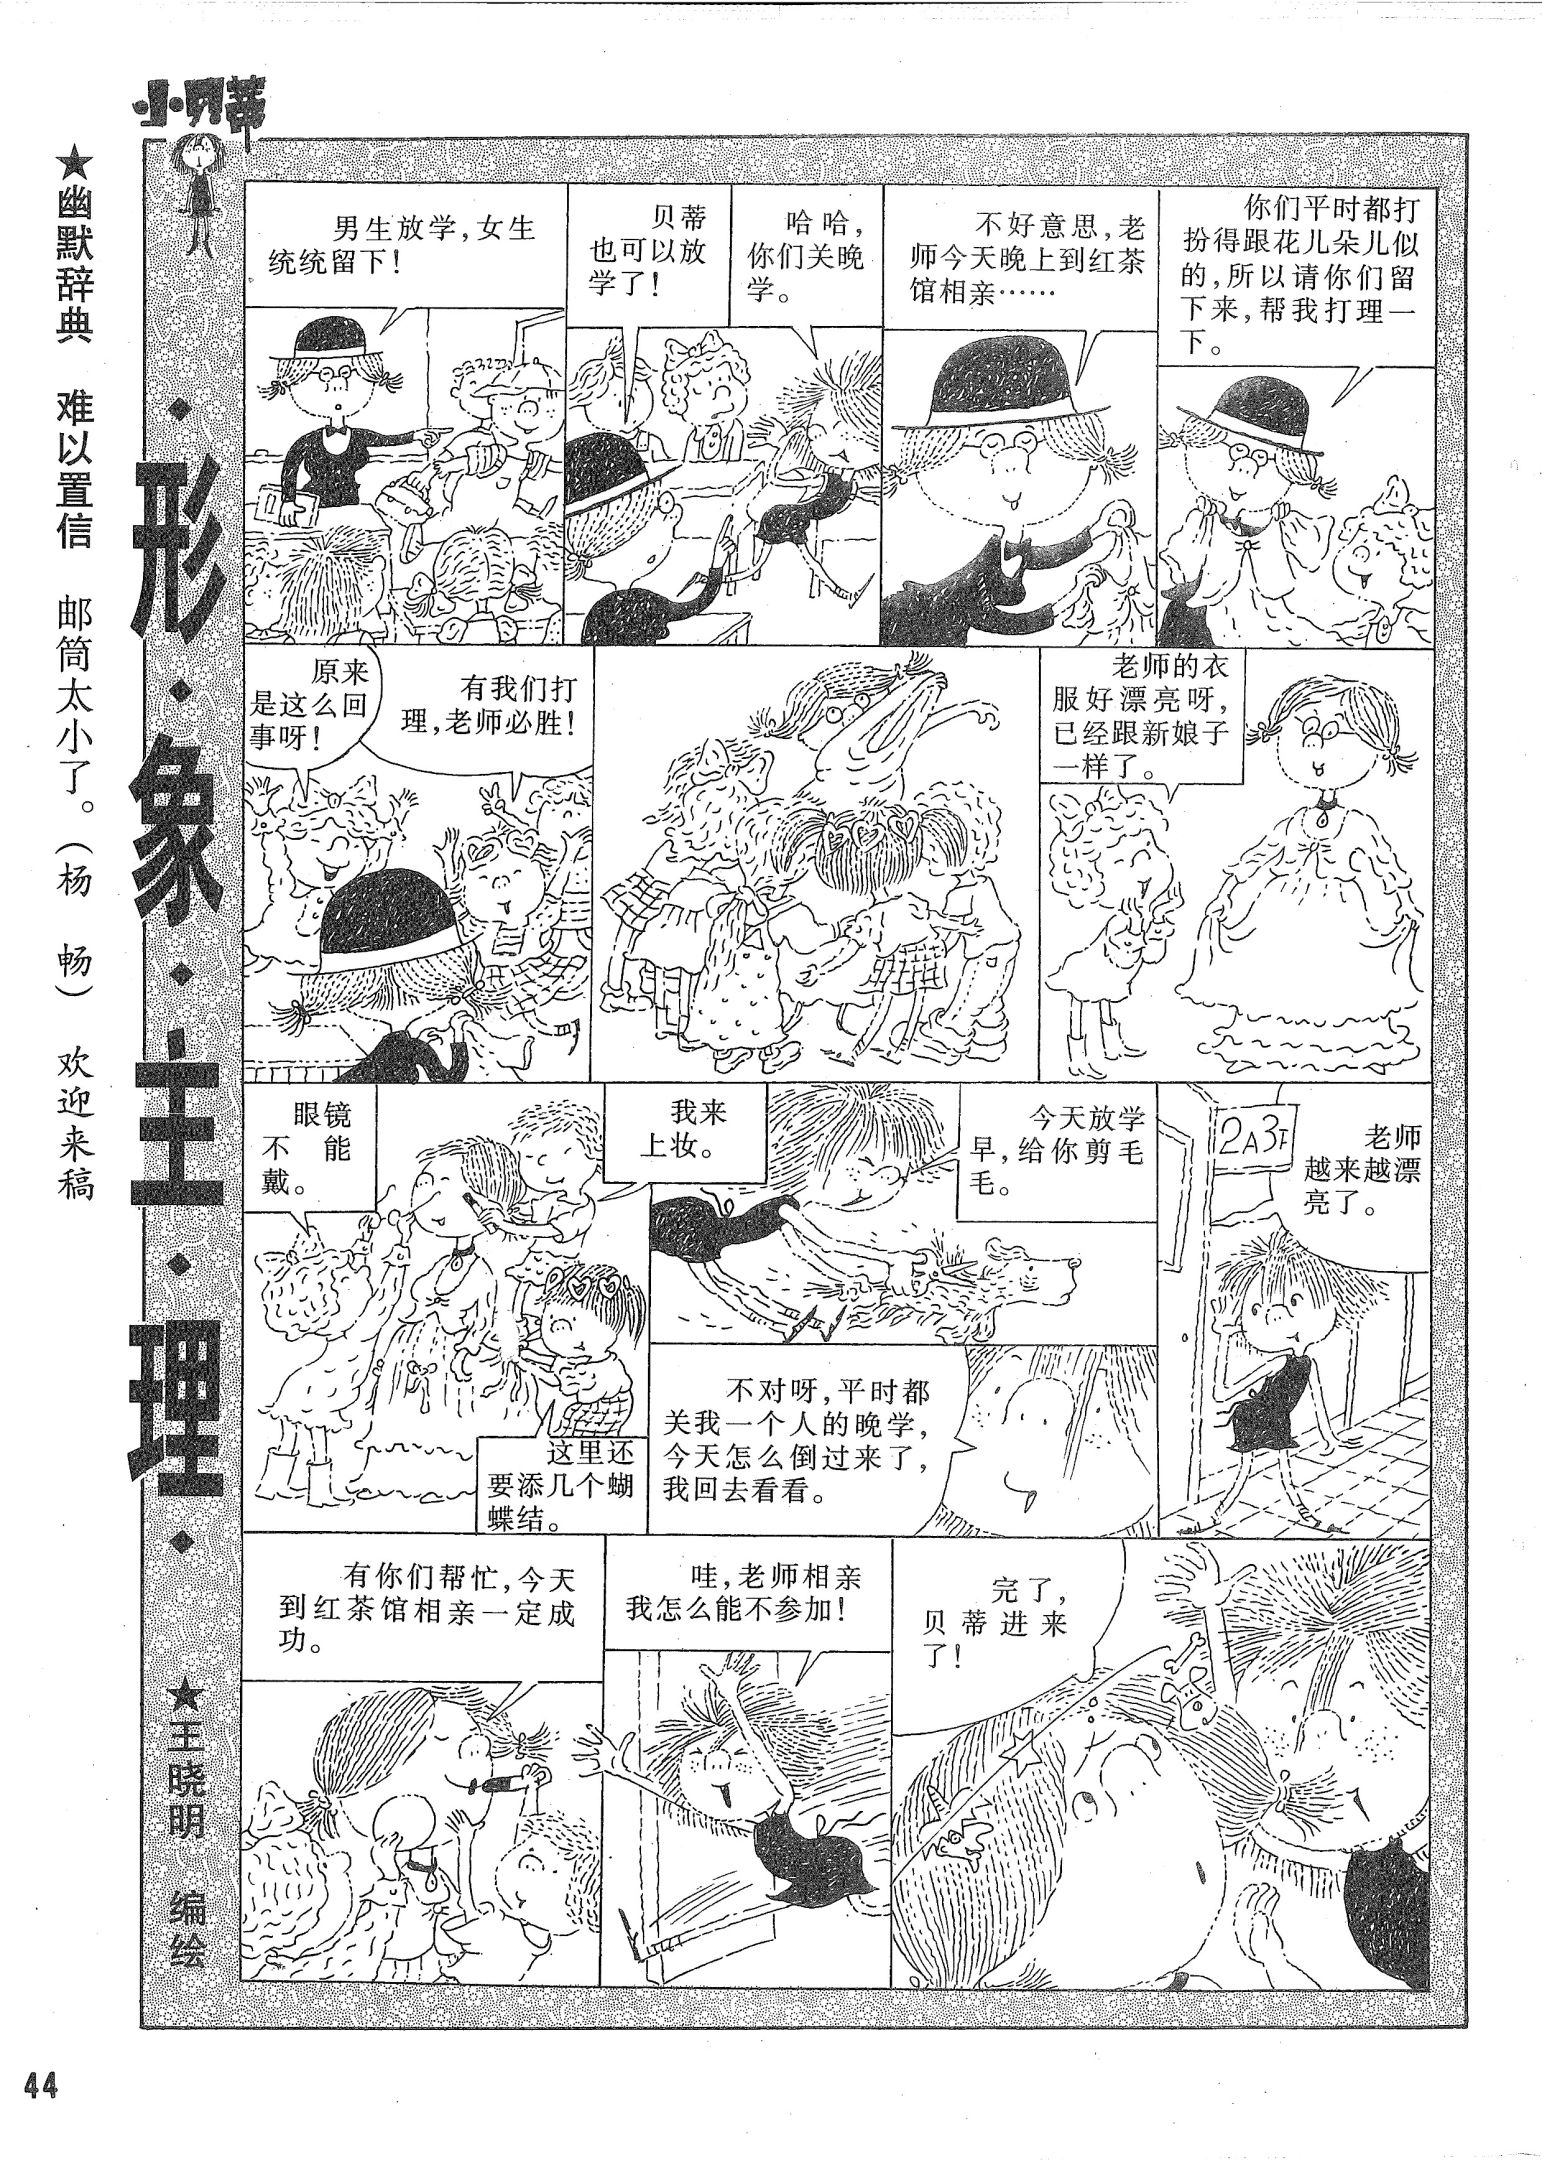 小贝蒂
★幽默辞典 难以置信 邮筒太小了。(杨 畅) 欢迎来稿
·形·象·主·理·
★王晓明 编绘
男生放学,女生
统统留下!
贝蒂
也可以放
学了!
哈哈,
你们关晚
学。
不好意思,老
师今天晚上到红茶
馆相亲……
你们平时都打
扮得跟花儿朵儿似
的,所以请你们留
下来,帮我打理一
下。
原来
是这么回
事呀!
有我们打
理,老师必胜!
老师的衣
服好漂亮呀,
已经跟新娘子
一样了。
眼镜
不能
戴。
我来
上妆。
这里还
要添几个蝴
蝶结。
今天放学
早,给你剪毛
毛。
不对呀,平时都
关我一个人的晚学,
今天怎么倒过来了,
我回去看看。
2A3班
老师
越来越漂
亮了。
有你们帮忙,今天
到红茶馆相亲一定成
功。
哇,老师相亲
我怎么能不参加!
完了,
贝蒂进来
了!
44